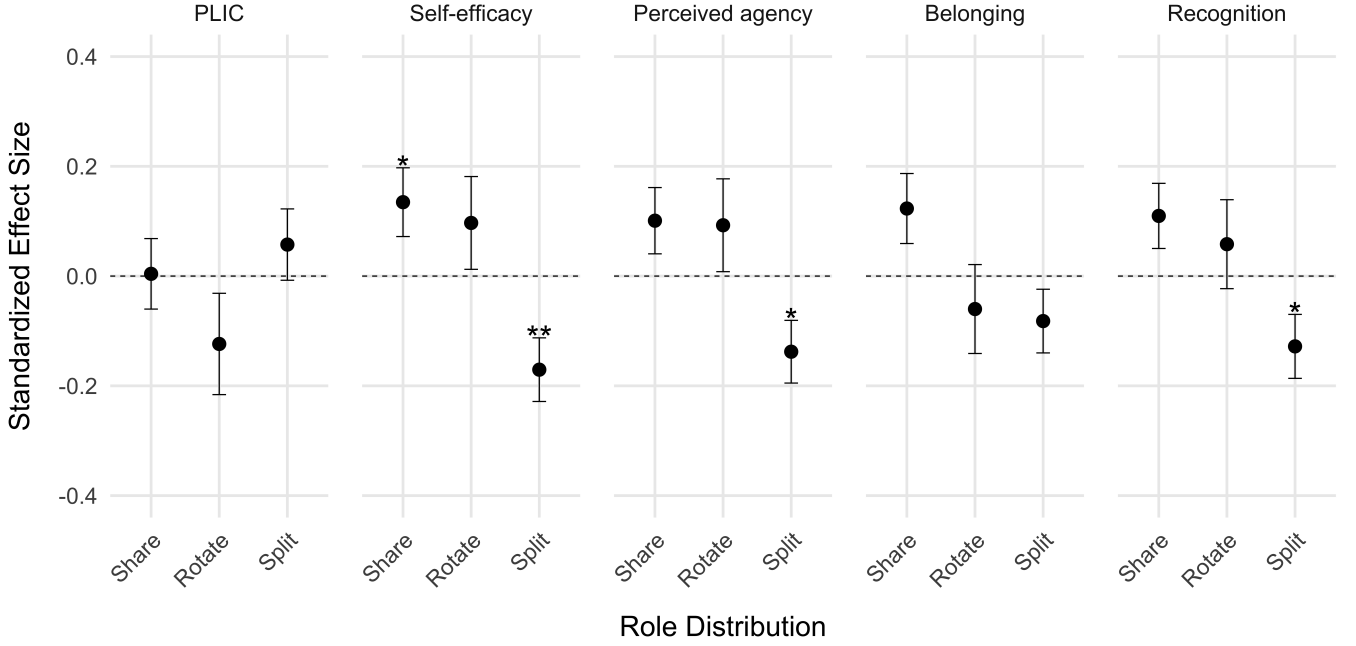 PLIC Self-efficacy Perceived agency Belonging Recognition
Standardized Effect Size
0.4
0.2
0.0
-0.2
-0.4
*
**
*
*
Share Rotate Split Share Rotate Split Share Rotate Split Share Rotate Split Share Rotate Split
Role Distribution